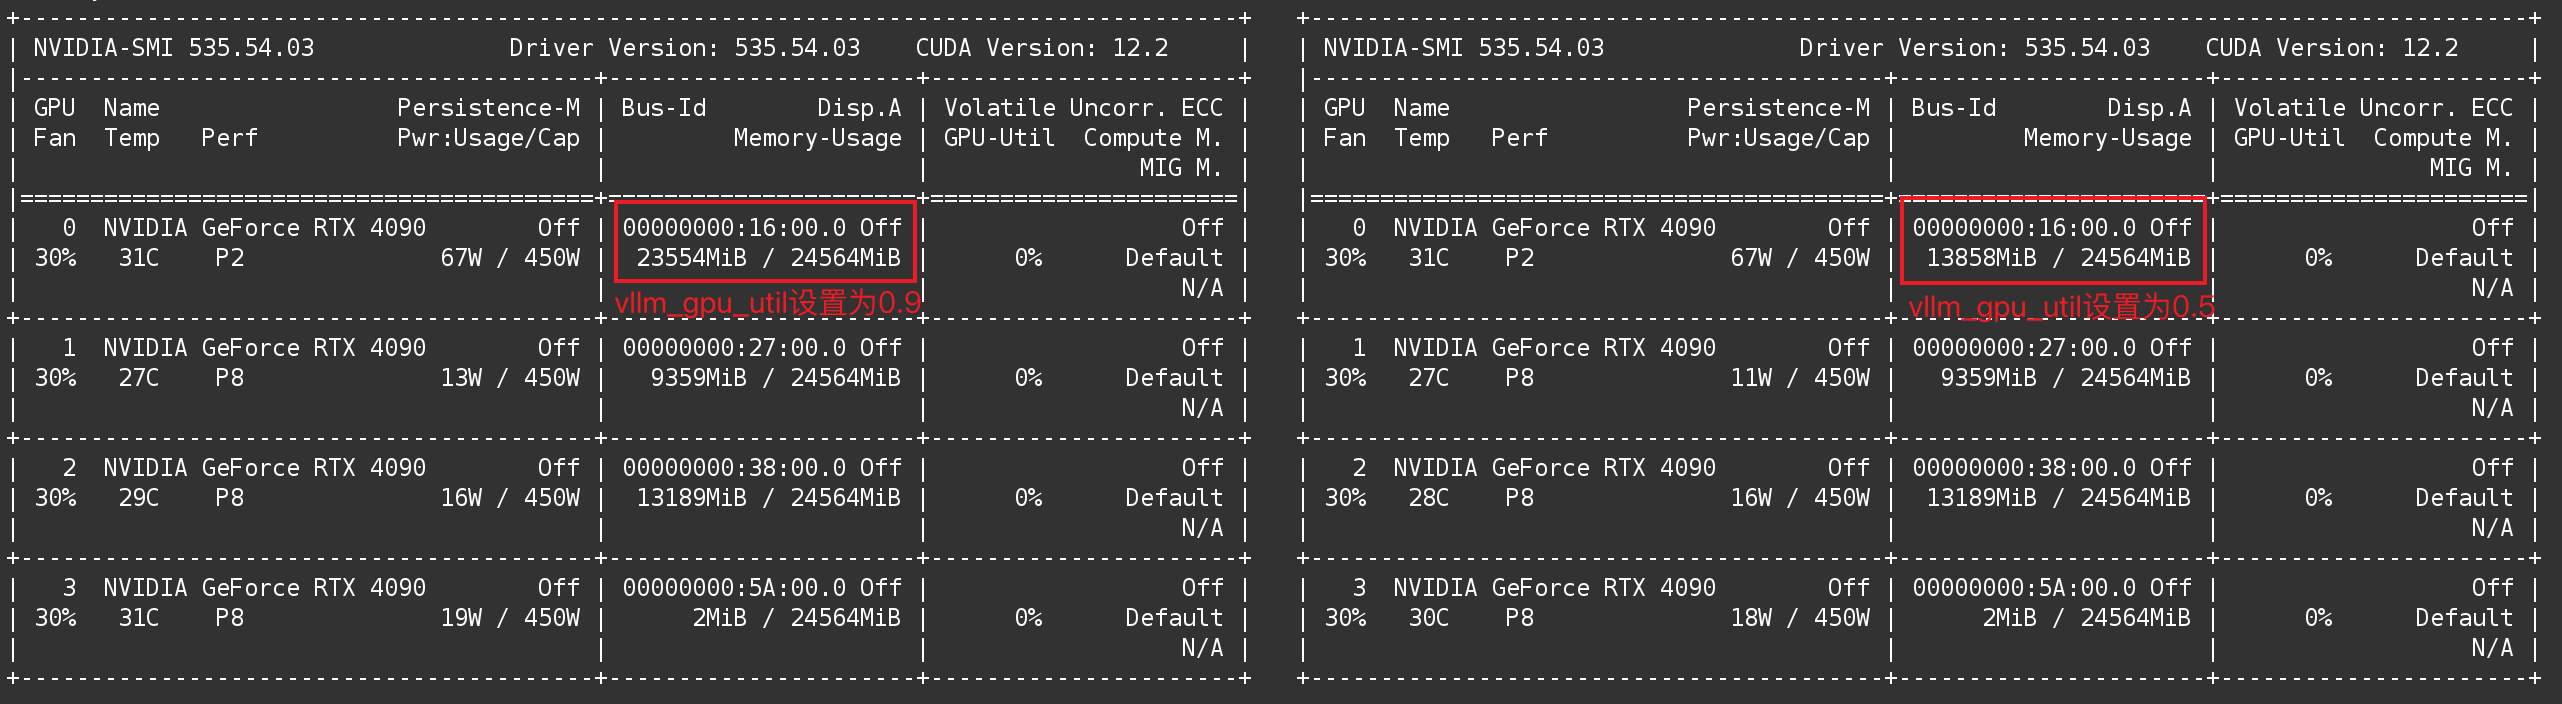 NVIDIA-SMI 535.54.03 Driver Version: 535.54.03 CUDA Version: 12.2
GPU Name Persistence-M | Bus-Id Disp.A | Volatile Uncorr. ECC
Fan Temp Perf Pwr:Usage/Cap | Memory-Usage | GPU-Util Compute M.
MIG M.
0 NVIDIA GeForce RTX 4090 Off | 00000000:16:00.0 Off | Off
30% 31C P2 67W / 450W | 23554MiB / 24564MiB | 0% Default
N/A
vllm_gpu_util设置为0.9
1 NVIDIA GeForce RTX 4090 Off | 00000000:27:00.0 Off | Off
30% 27C P8 13W / 450W | 9359MiB / 24564MiB | 0% Default
N/A
2 NVIDIA GeForce RTX 4090 Off | 00000000:38:00.0 Off | Off
30% 29C P8 16W / 450W | 13189MiB / 24564MiB | 0% Default
N/A
3 NVIDIA GeForce RTX 4090 Off | 00000000:5A:00.0 Off | Off
30% 31C P8 19W / 450W | 2MiB / 24564MiB | 0% Default
N/A
NVIDIA-SMI 535.54.03 Driver Version: 535.54.03 CUDA Version: 12.2
GPU Name Persistence-M | Bus-Id Disp.A | Volatile Uncorr. ECC
Fan Temp Perf Pwr:Usage/Cap | Memory-Usage | GPU-Util Compute M.
MIG M.
0 NVIDIA GeForce RTX 4090 Off | 00000000:16:00.0 Off | Off
30% 31C P2 67W / 450W | 13858MiB / 24564MiB | 0% Default
N/A
vllm_gpu_util设置为0.5
1 NVIDIA GeForce RTX 4090 Off | 00000000:27:00.0 Off | Off
30% 27C P8 11W / 450W | 9359MiB / 24564MiB | 0% Default
N/A
2 NVIDIA GeForce RTX 4090 Off | 00000000:38:00.0 Off | Off
30% 28C P8 16W / 450W | 13189MiB / 24564MiB | 0% Default
N/A
3 NVIDIA GeForce RTX 4090 Off | 00000000:5A:00.0 Off | Off
30% 30C P8 18W / 450W | 2MiB / 24564MiB | 0% Default
N/A